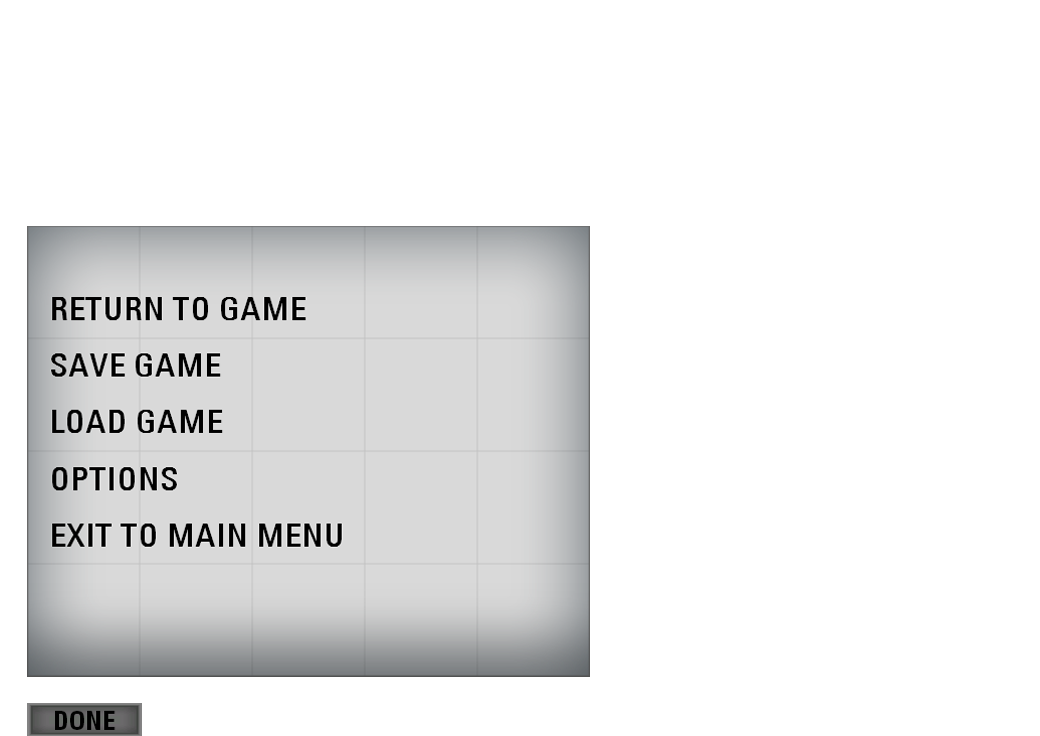 RETURN TO GAME
SAVE GAME
LOAD GAME
OPTIONS
EXIT TO MAIN MENU
DONE